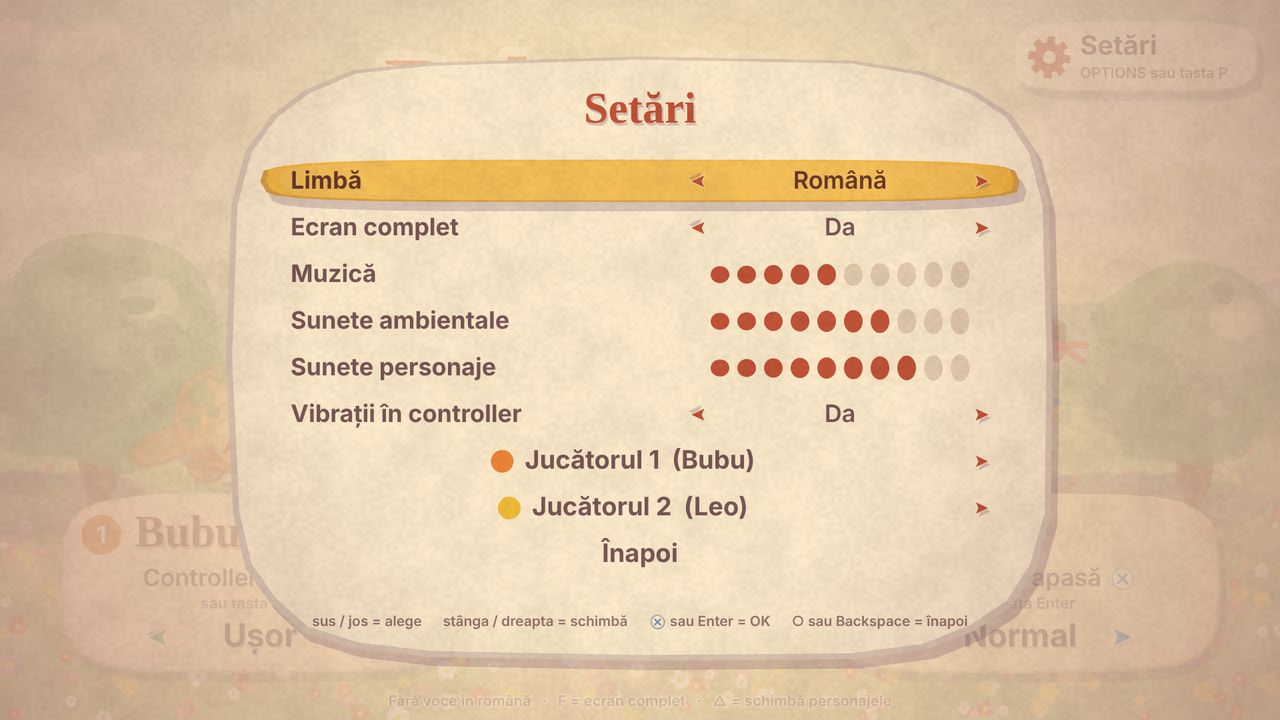 Setări
OPTIONS sau tasta P
Setări
Limbă Română
Ecran complet Da
Muzică
Sunete ambientale
Sunete personaje
Vibrații în controller Da
Jucătorul 1 (Bubu)
Jucătorul 2 (Leo)
Înapoi
sus / jos = alege stânga / dreapta = schimbă ⊗ sau Enter = OK O sau Backspace = înapoi
1 Bubu
Controller
sau tasta
Ușor
apasă ⊗
Enter
Normal
Fără voce în română · F = ecran complet · △ = schimbă personajele